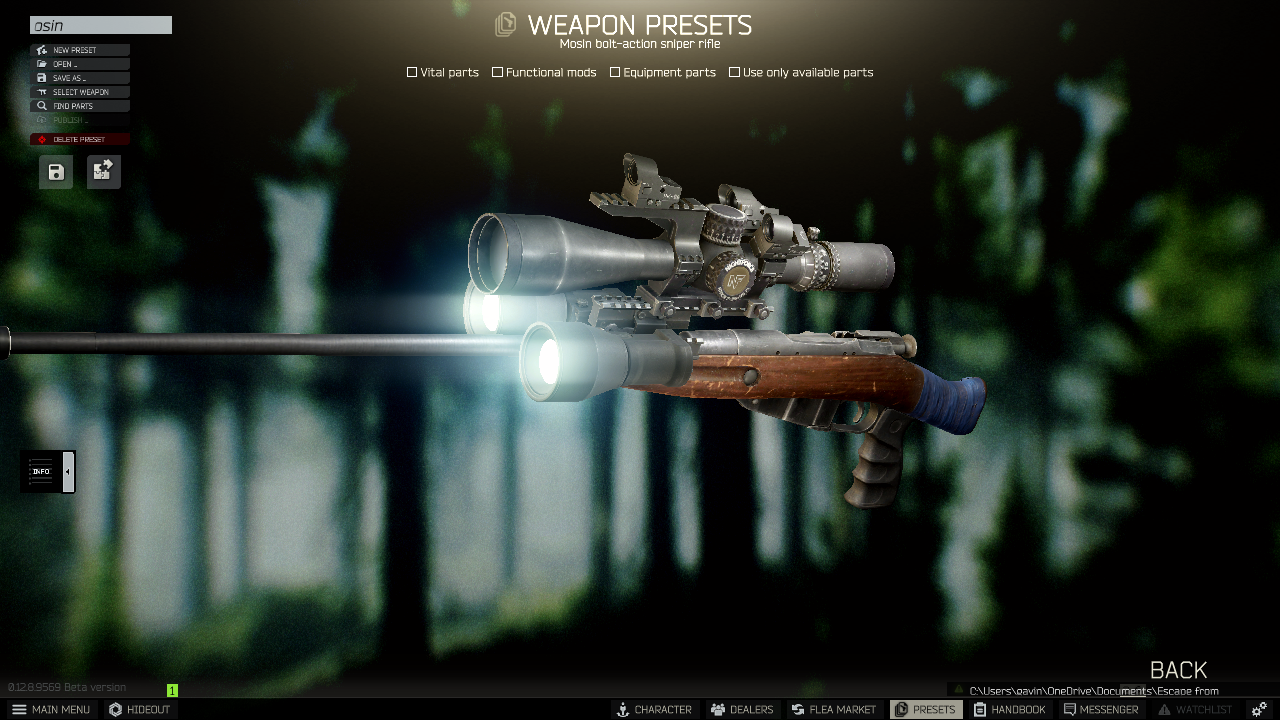 osin
WEAPON PRESETS
Mosin bolt-action sniper rifle
Vital parts
Functional mods
Equipment parts
Use only available parts
NEW PRESET
OPEN ...
SAVE AS ...
SELECT WEAPON
FIND PARTS
PUBLISH ...
DELETE PRESET
INFO
BACK
0.12.8.9569 Beta version
1
C:\Users\gavin\OneDrive\Documents\Escape from
MAIN MENU
HIDEOUT
CHARACTER
DEALERS
FLEA MARKET
PRESETS
HANDBOOK
MESSENGER
WATCHLIST